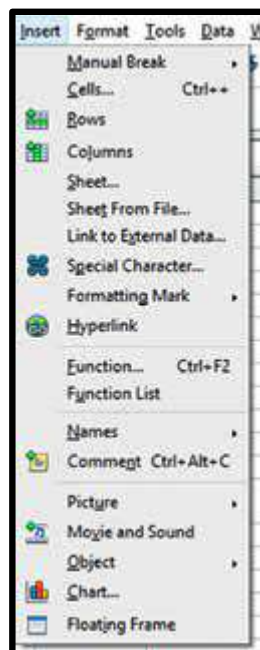 Insert Format Tools Data
Manual Break
Cells... Ctrl++
Rows
Columns
Sheet...
Sheet From File...
Link to External Data...
Special Character...
Formatting Mark
Hyperlink
Function... Ctrl+F2
Function List
Names
Comment Ctrl+Alt+C
Picture
Movie and Sound
Object
Chart...
Floating Frame